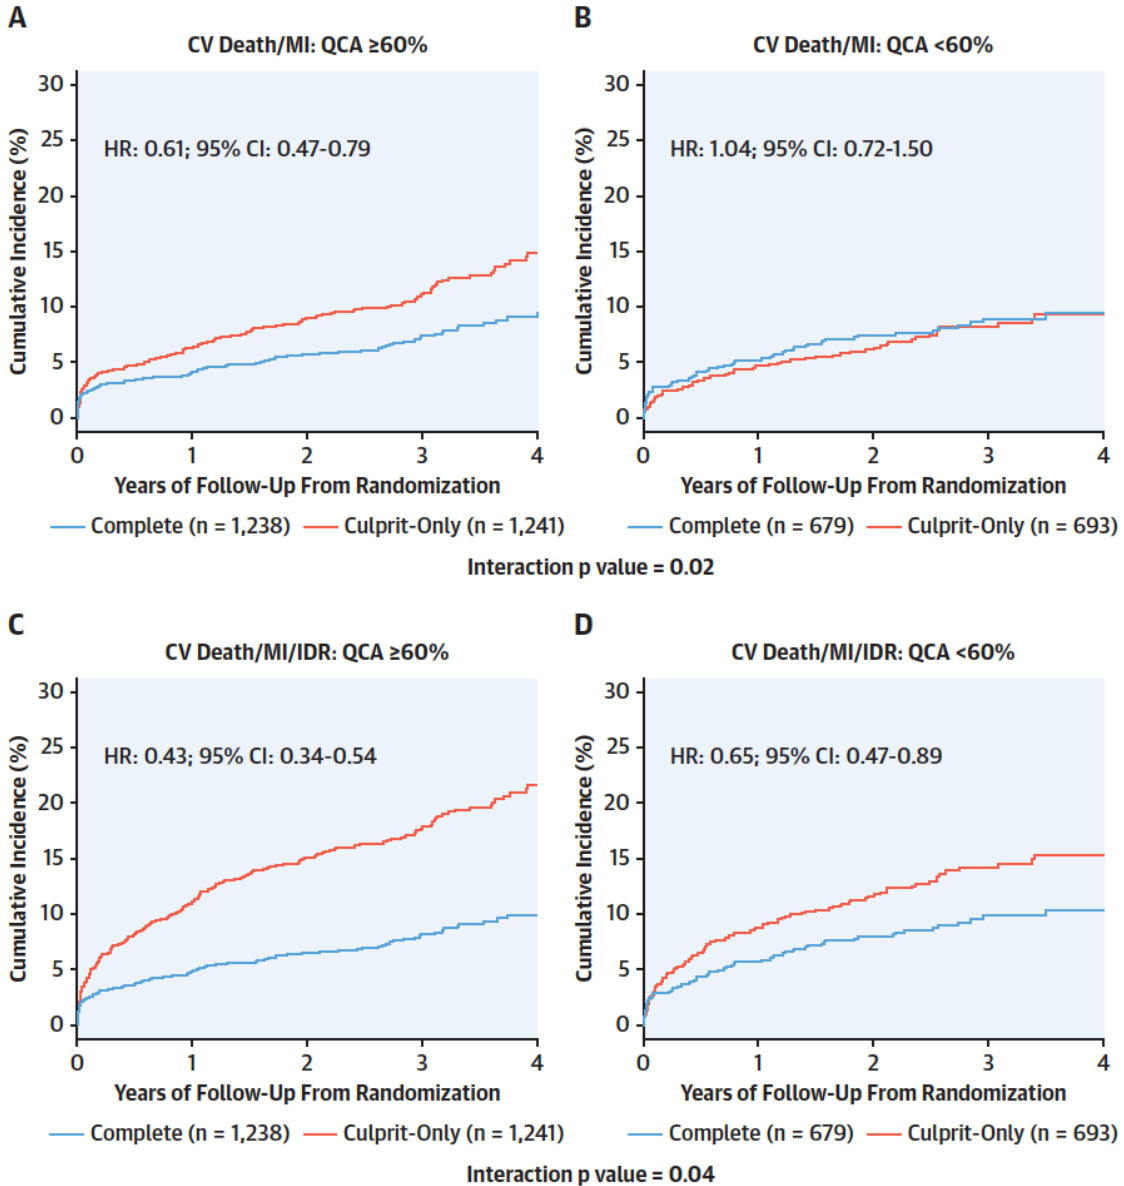 A
CV Death/MI: QCA ≥60%
Cumulative Incidence (%)
30
25
20
15
10
5
0
HR: 0.61; 95% CI: 0.47-0.79
0 1 2 3 4
Years of Follow-Up From Randomization
Complete (n = 1,238) Culprit-Only (n = 1,241)
B
CV Death/MI: QCA <60%
Cumulative Incidence (%)
30
25
20
15
10
5
0
HR: 1.04; 95% CI: 0.72-1.50
0 1 2 3 4
Years of Follow-Up From Randomization
Complete (n = 679) Culprit-Only (n = 693)
Interaction p value = 0.02
C
CV Death/MI/IDR: QCA ≥60%
Cumulative Incidence (%)
30
25
20
15
10
5
0
HR: 0.43; 95% CI: 0.34-0.54
0 1 2 3 4
Years of Follow-Up From Randomization
Complete (n = 1,238) Culprit-Only (n = 1,241)
D
CV Death/MI/IDR: QCA <60%
Cumulative Incidence (%)
30
25
20
15
10
5
0
HR: 0.65; 95% CI: 0.47-0.89
0 1 2 3 4
Years of Follow-Up From Randomization
Complete (n = 679) Culprit-Only (n = 693)
Interaction p value = 0.04